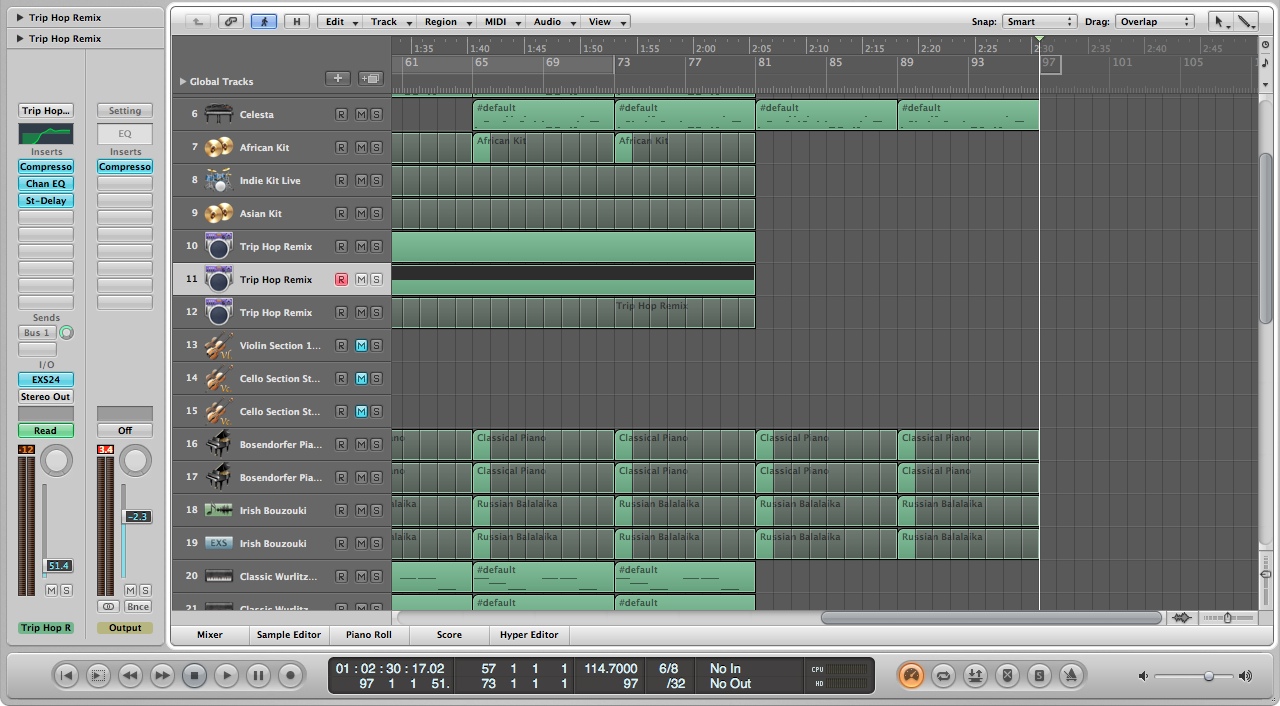 Trip Hop Remix
Trip Hop Remix
H Edit Track Region MIDI Audio View Snap: Smart Drag: Overlap
1:35 1:40 1:45 1:50 1:55 2:00 2:05 2:10 2:15 2:20 2:25 2:30 2:35 2:40 2:45
61 65 69 73 77 81 85 89 93 97 101 105
Global Tracks
Trip Hop... Setting
EQ
Inserts Inserts
Compresso Compresso
Chan EQ
St-Delay
Sends
Bus 1
I/O
EXS24
Stereo Out
Read Off
-12 3.4
-2.3
51.4
M S M S
Bnce
Trip Hop R Output
6 Celesta R M S #default #default #default #default
7 African Kit R M S African Kit African Kit
8 Indie Kit Live R M S
9 Asian Kit R M S
10 Trip Hop Remix R M S
11 Trip Hop Remix R M S
12 Trip Hop Remix R M S Trip Hop Remix
13 Violin Section 1... R M S
14 Cello Section St... R M S
15 Cello Section St... R M S
16 Bosendorfer Pia... R M S ano Classical Piano Classical Piano Classical Piano Classical Piano
17 Bosendorfer Pia... R M S ano Classical Piano Classical Piano Classical Piano Classical Piano
18 Irish Bouzouki R M S alaika Russian Balalaika Russian Balalaika Russian Balalaika Russian Balalaika
19 EXS Irish Bouzouki R M S alaika Russian Balalaika Russian Balalaika Russian Balalaika Russian Balalaika
20 Classic Wurlitz... R M S #default #default
21 Classic Wurlitz... R M S #default #default
Mixer Sample Editor Piano Roll Score Hyper Editor
01 : 02 : 30 : 17.02 57 1 1 1 114.7000 6/8 No In CPU
97 1 1 51. 73 1 1 1 97 /32 No Out HD
S